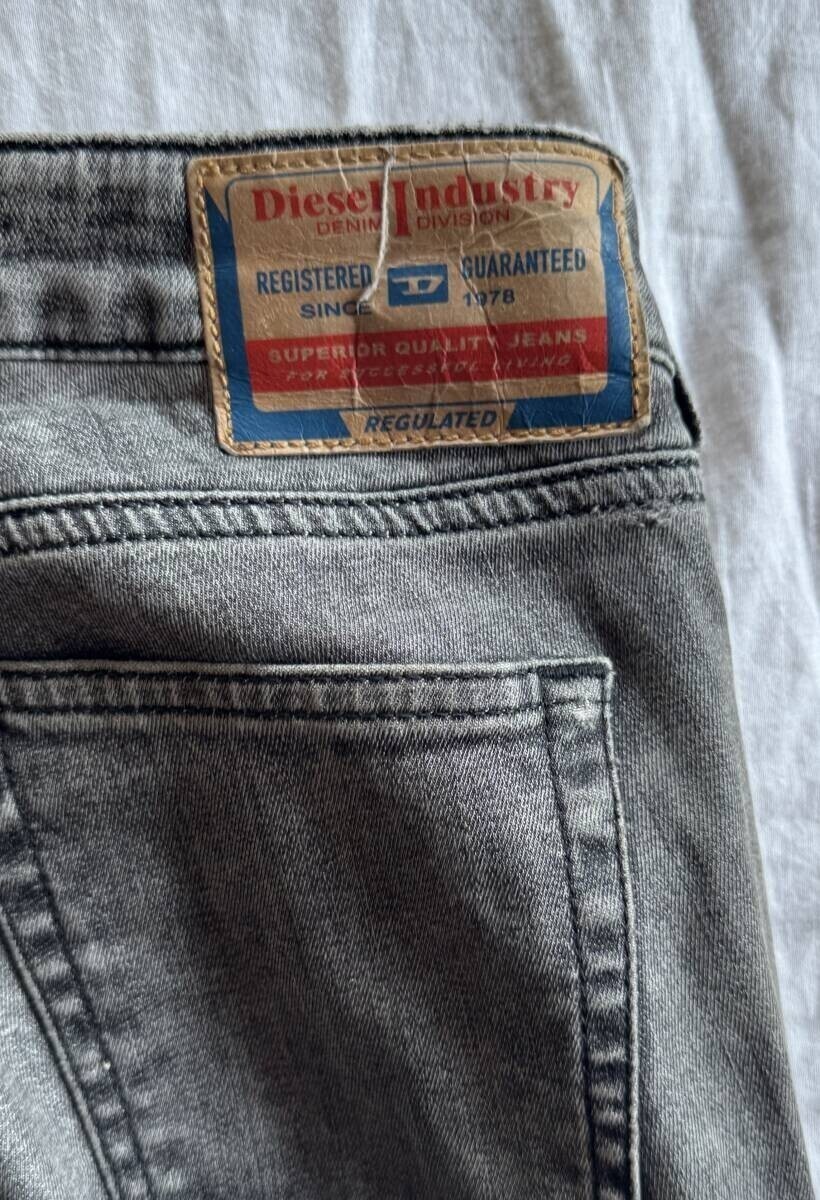 Diesel Industry
DENIM DIVISION
REGISTERED D GUARANTEED
SINCE 1978
SUPERIOR QUALITY JEANS
FOR SUCCESSFUL LIVING
REGULATED